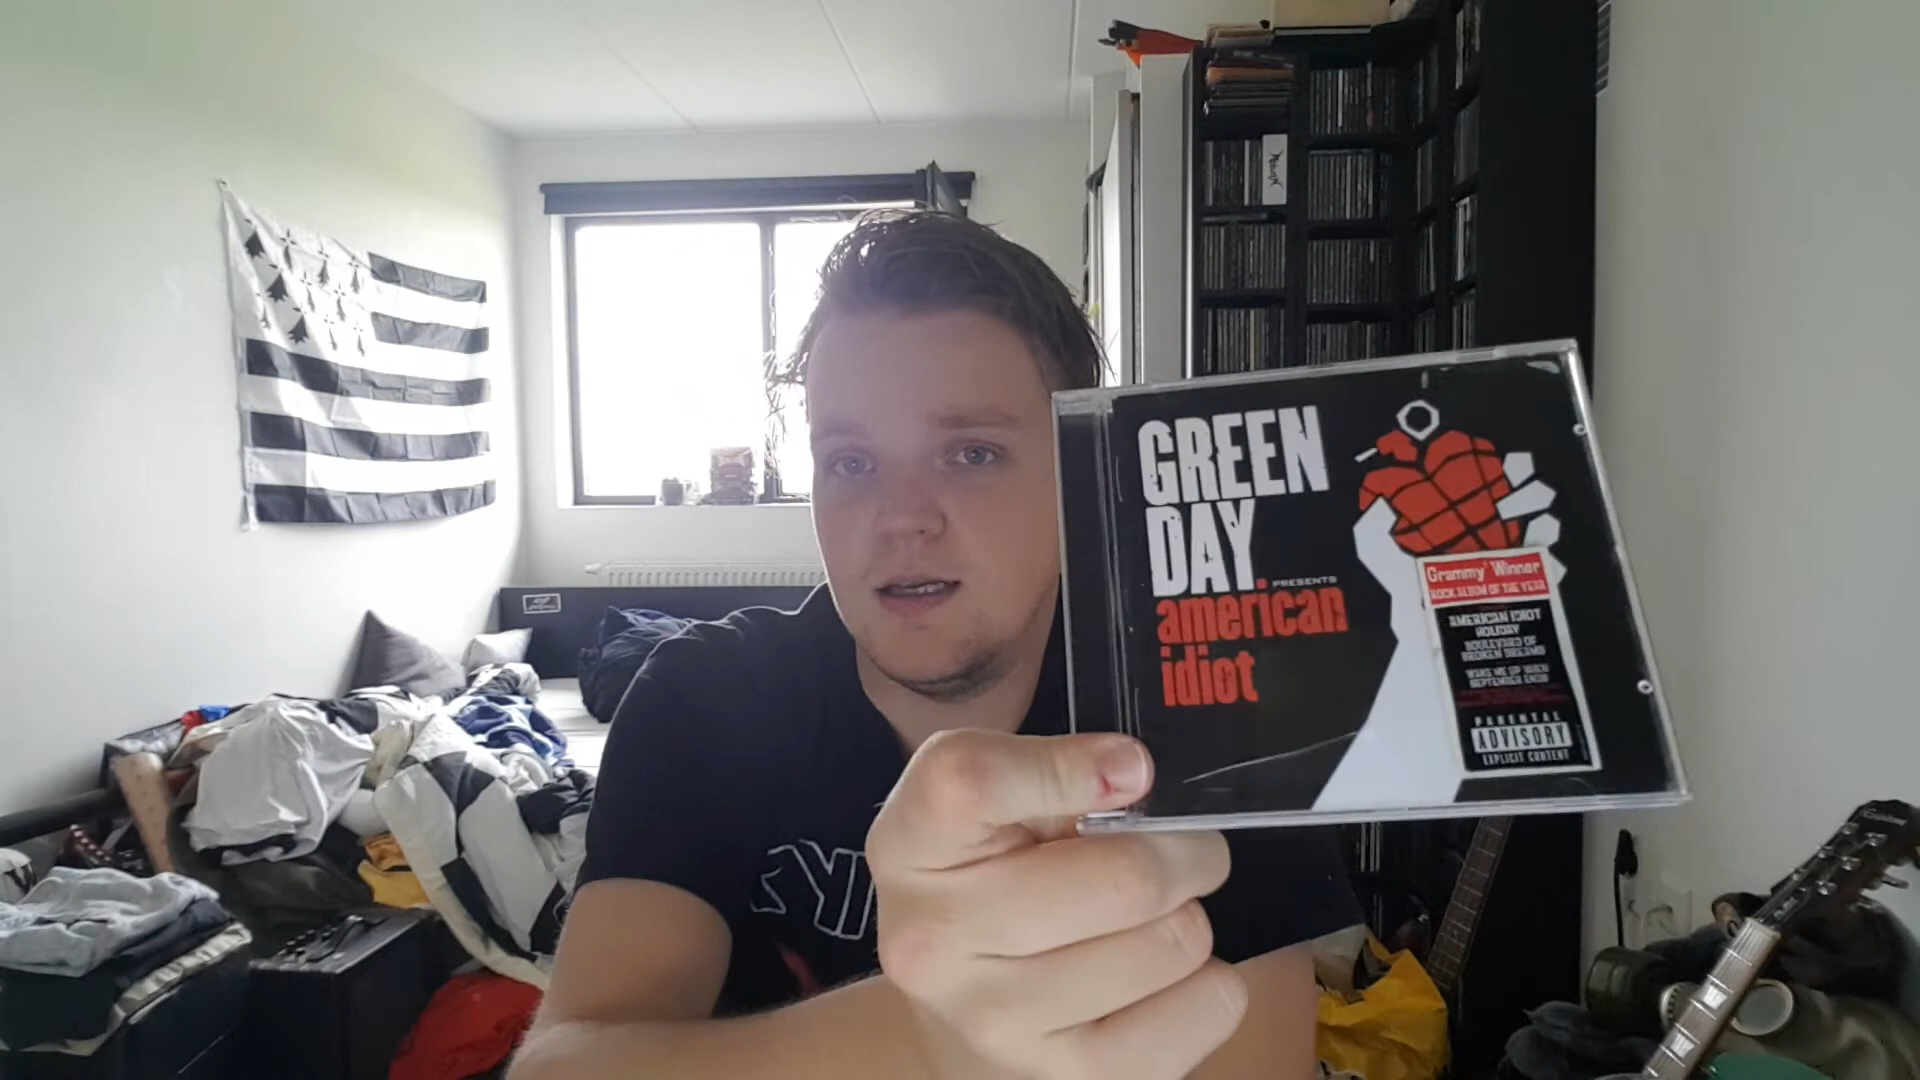 GREEN
DAY.
PRESENTS
american
idiot
Grammy® Winner
ROCK ALBUM OF THE YEAR
AMERICAN IDIOT
HOLIDAY
BOULEVARD OF
BROKEN DREAMS
WAKE ME UP WHEN
SEPTEMBER ENDS
PARENTAL
ADVISORY
EXPLICIT CONTENT